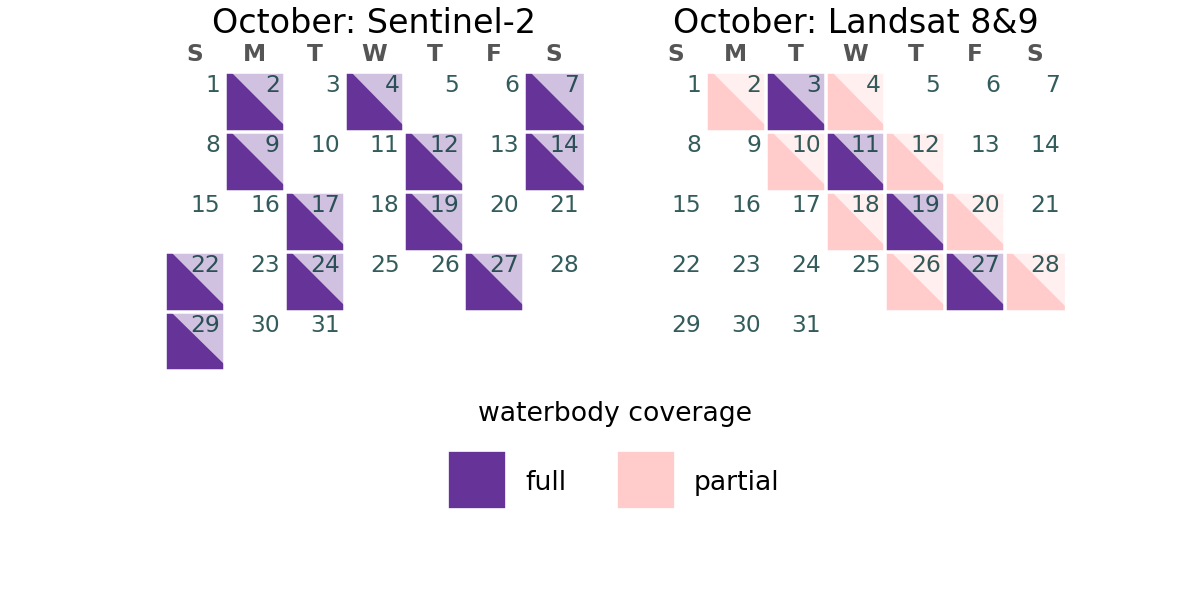 October: Sentinel-2
S M T W T F S
1 2 3 4 5 6 7
8 9 10 11 12 13 14
15 16 17 18 19 20 21
22 23 24 25 26 27 28
29 30 31
October: Landsat 8&9
S M T W T F S
1 2 3 4 5 6 7
8 9 10 11 12 13 14
15 16 17 18 19 20 21
22 23 24 25 26 27 28
29 30 31
waterbody coverage
full partial